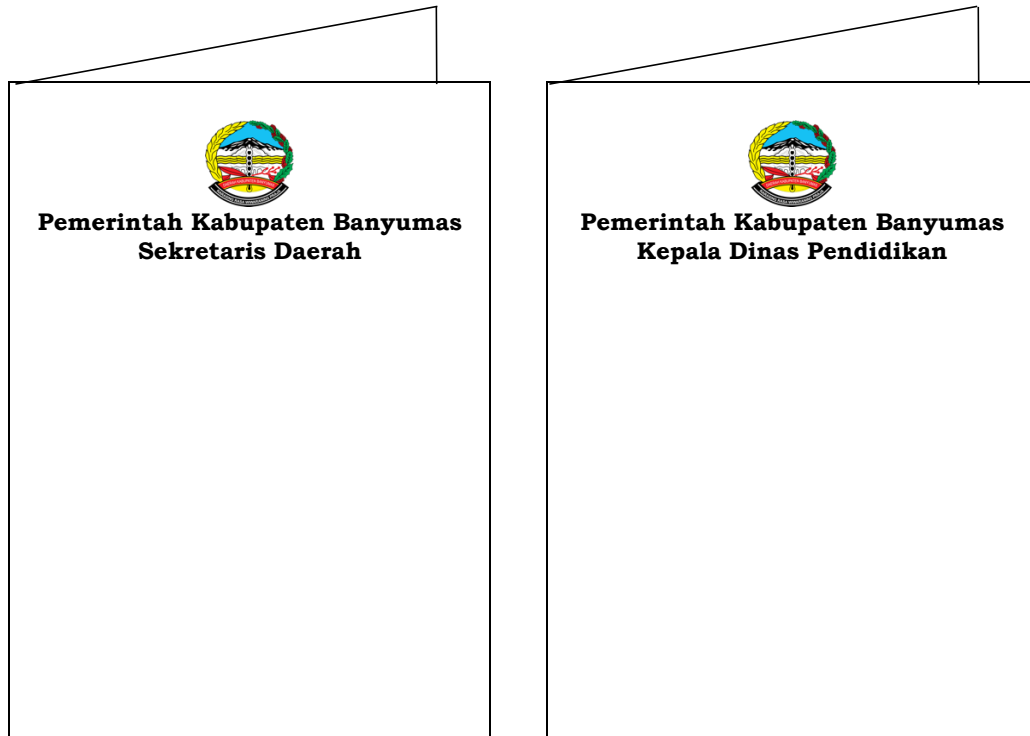 Pemerintah Kabupaten Banyumas
Sekretaris Daerah
Pemerintah Kabupaten Banyumas
Kepala Dinas Pendidikan